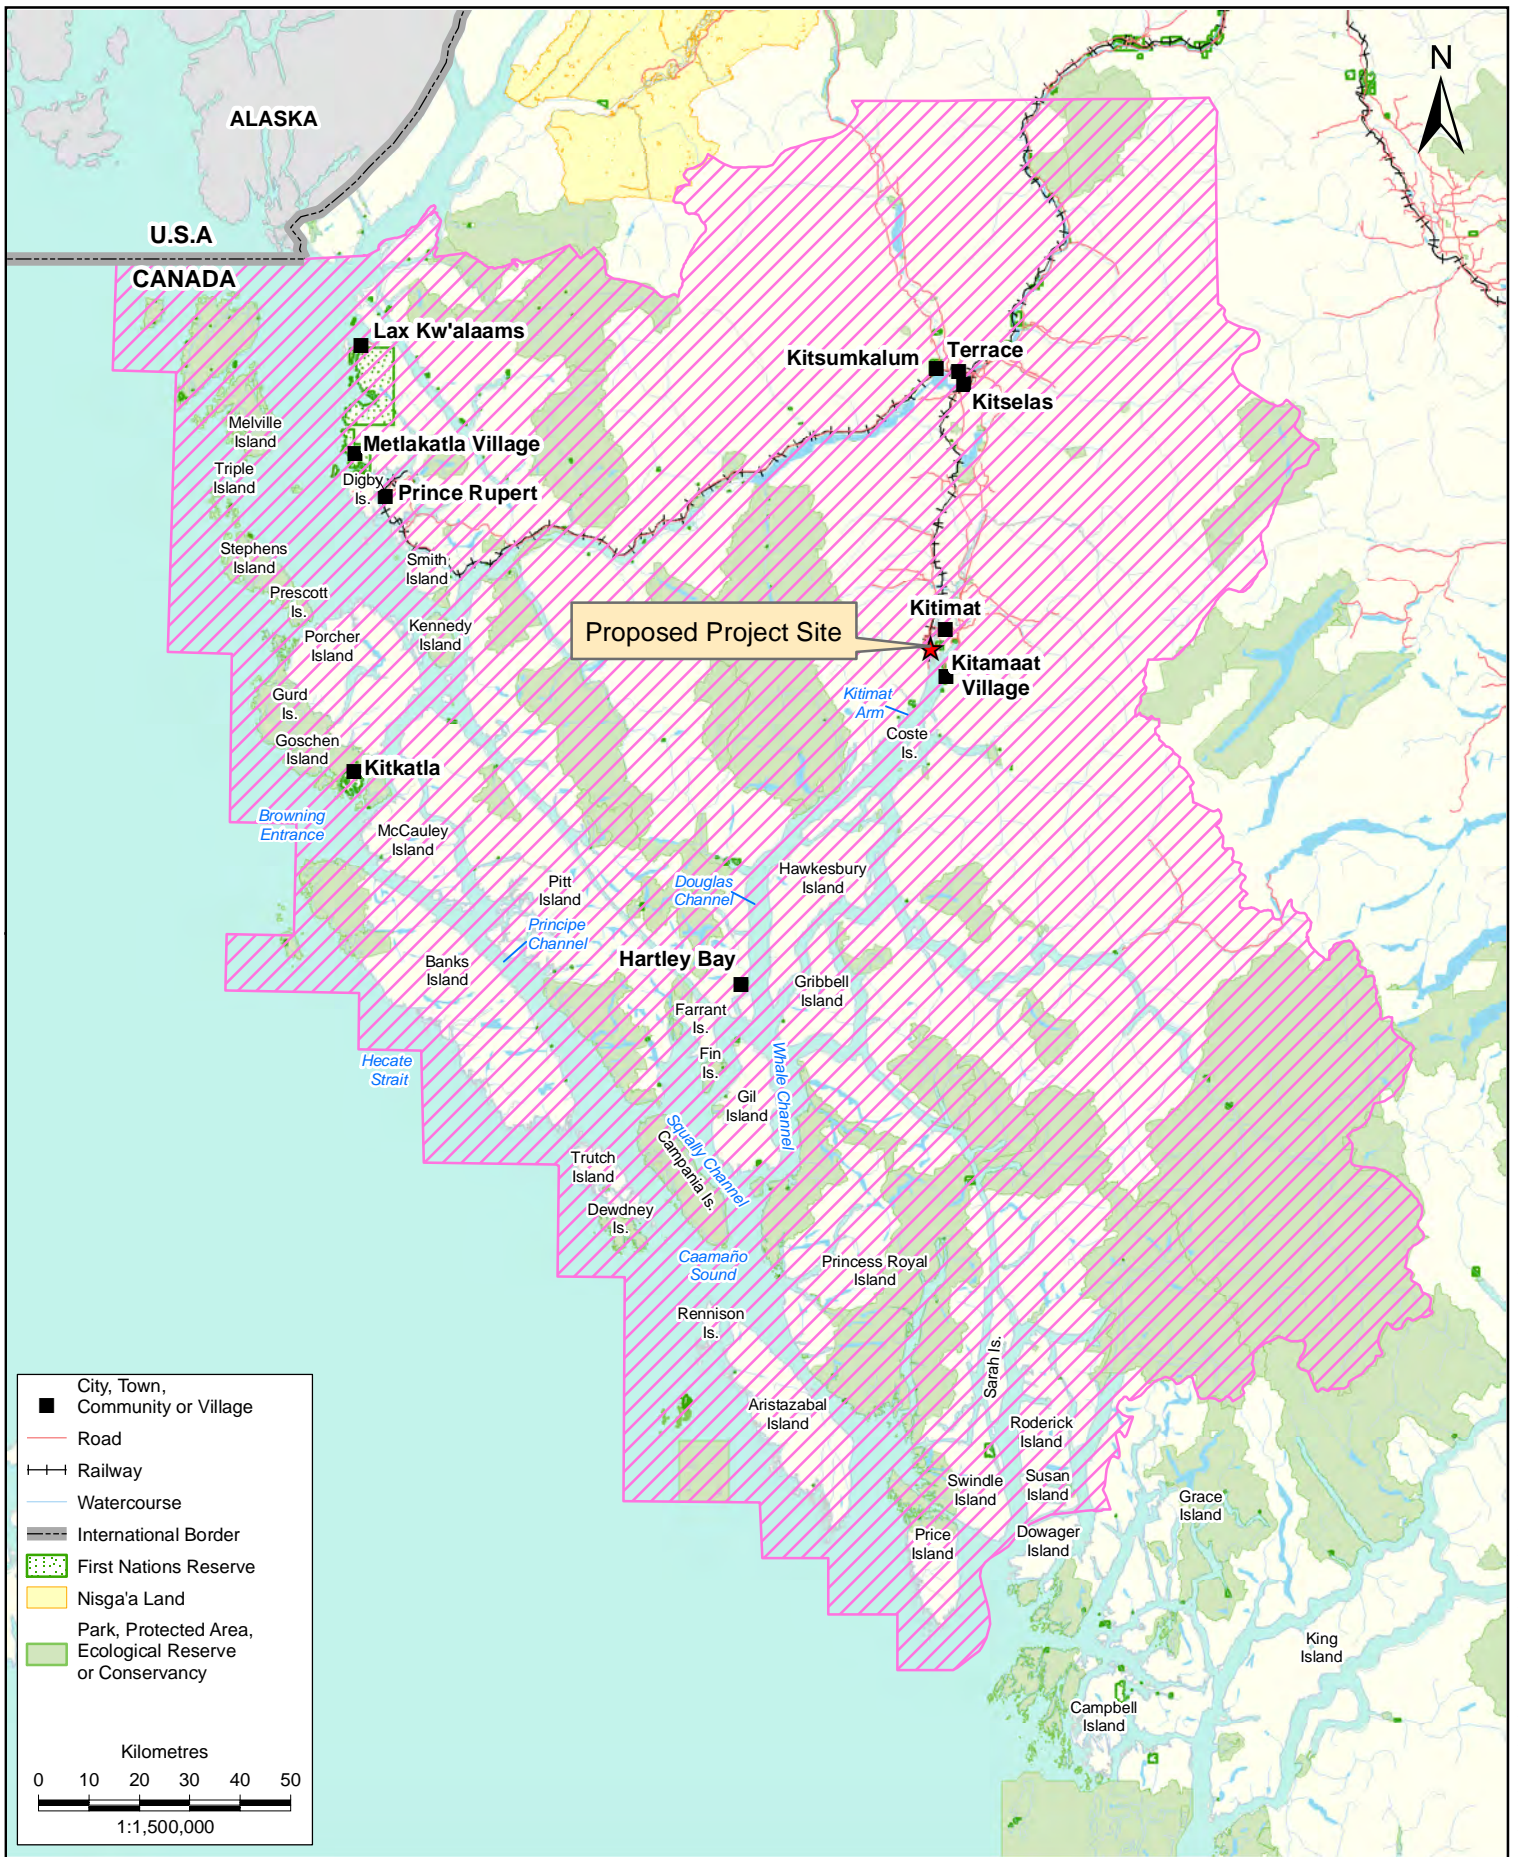 N
ALASKA
U.S.A
CANADA
Lax Kw'alaams
Kitsumkalum
Terrace
Kitselas
Melville
Island
Metlakatla Village
Triple
Island
Digby
Is.
Prince Rupert
Stephens
Island
Smith
Island
Prescott
Is.
Porcher
Island
Kennedy
Island
Proposed Project Site
Kitimat
Kitamaat
Village
Kitimat
Arm
Gurd
Is.
Goschen
Island
Coste
Is.
Kitkatla
Browning
Entrance
McCauley
Island
Pitt
Island
Douglas
Channel
Hawkesbury
Island
Principe
Channel
Banks
Island
Hartley Bay
Gribbell
Island
Farrant
Is.
Fin
Is.
Hecate
Strait
Whale Channel
Gil
Island
Squally Channel
Campania Is.
Trutch
Island
Dewdney
Is.
Caamaño
Sound
Princess Royal
Island
Rennison
Is.
Sarah Is.
Aristazabal
Island
Roderick
Island
Swindle
Island
Susan
Island
Grace
Island
Price
Island
Dowager
Island
King
Island
Campbell
Island
City, Town,
Community or Village
Road
Railway
Watercourse
International Border
First Nations Reserve
Nisga'a Land
Park, Protected Area,
Ecological Reserve
or Conservancy
Kilometres
0 10 20 30 40 50
1:1,500,000